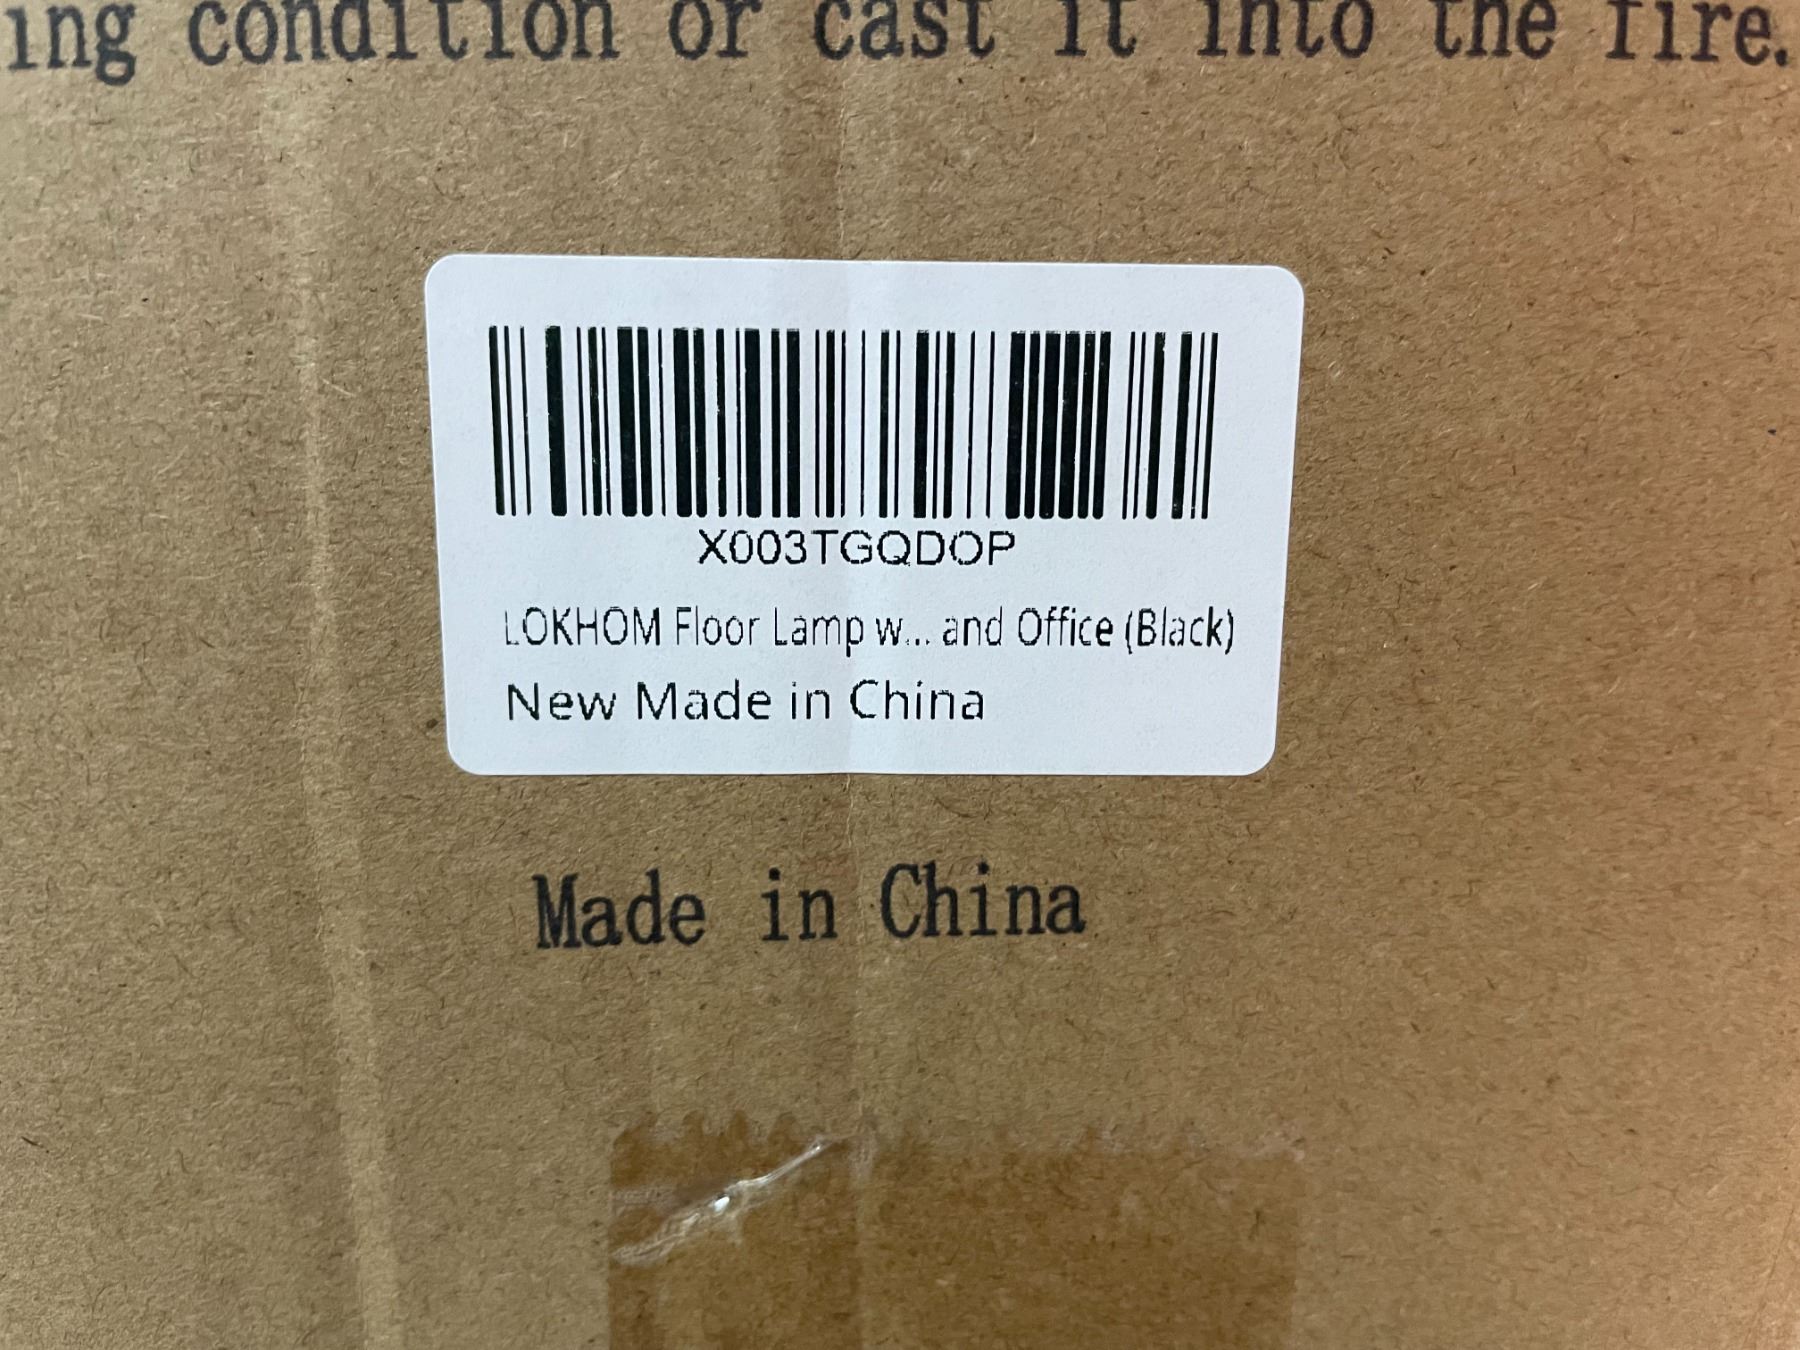 ing condition or cast it into the fire.
X003TGQDOP
LOKHOM Floor Lamp w... and Office (Black)
New Made in China
Made in China